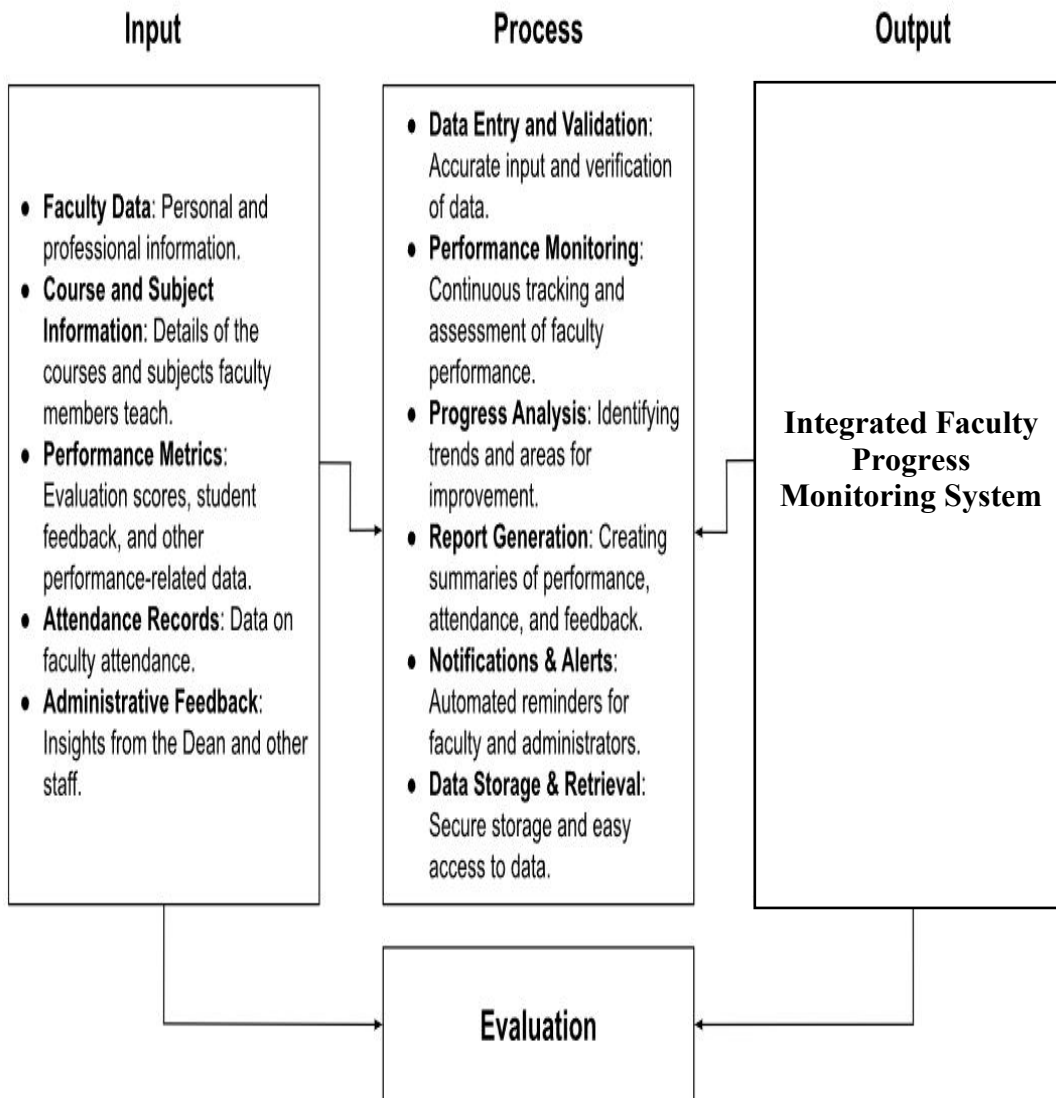 Input
Process
Output
● Faculty Data: Personal and
professional information.
● Course and Subject
Information: Details of the
courses and subjects faculty
members teach.
● Performance Metrics:
Evaluation scores, student
feedback, and other
performance-related data.
● Attendance Records: Data on
faculty attendance.
● Administrative Feedback:
Insights from the Dean and other
staff.
● Data Entry and Validation:
Accurate input and verification
of data.
● Performance Monitoring:
Continuous tracking and
assessment of faculty
performance.
● Progress Analysis: Identifying
trends and areas for
improvement.
● Report Generation: Creating
summaries of performance,
attendance, and feedback.
● Notifications & Alerts:
Automated reminders for
faculty and administrators.
● Data Storage & Retrieval:
Secure storage and easy
access to data.
Integrated Faculty
Progress
Monitoring System
Evaluation